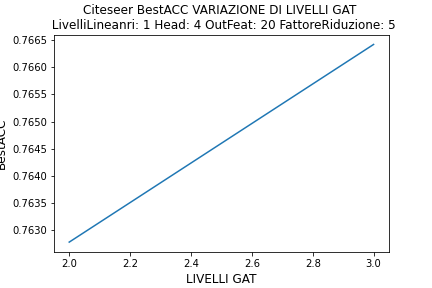 Citeseer BestACC VARIAZIONE DI LIVELLI GAT
LivelliLineanri: 1 Head: 4 OutFeat: 20 FattoreRiduzione: 5
0.7665
0.7660
0.7655
0.7650
0.7645
0.7640
0.7635
0.7630
BestACC
2.0 2.2 2.4 2.6 2.8 3.0
LIVELLI GAT